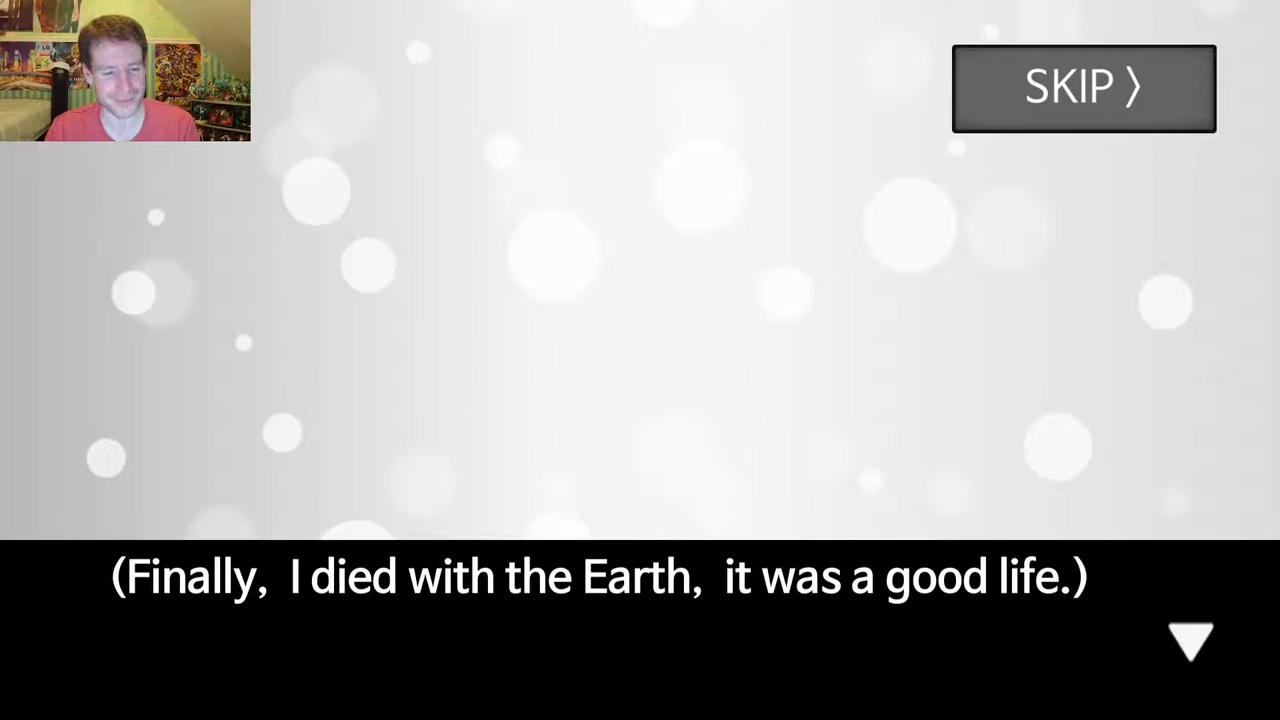 SKIP 〉
(Finally, I died with the Earth, it was a good life.)